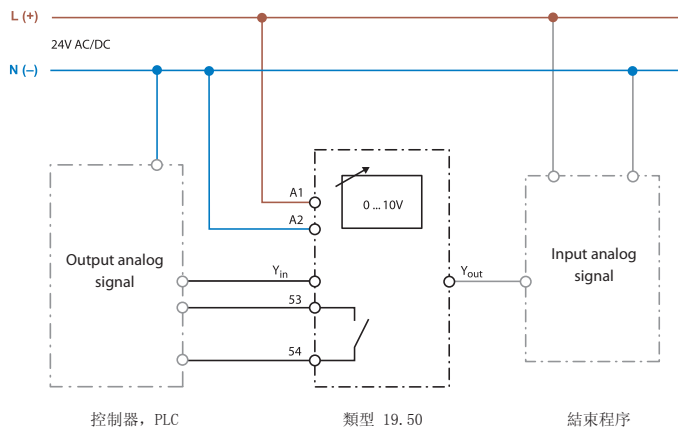 L (+)
24V AC/DC
N (–)
A1
0 ... 10V
A2
Output analog
signal
Yin
Yout
Input analog
signal
53
54
控制器，PLC
類型 19.50
結束程序